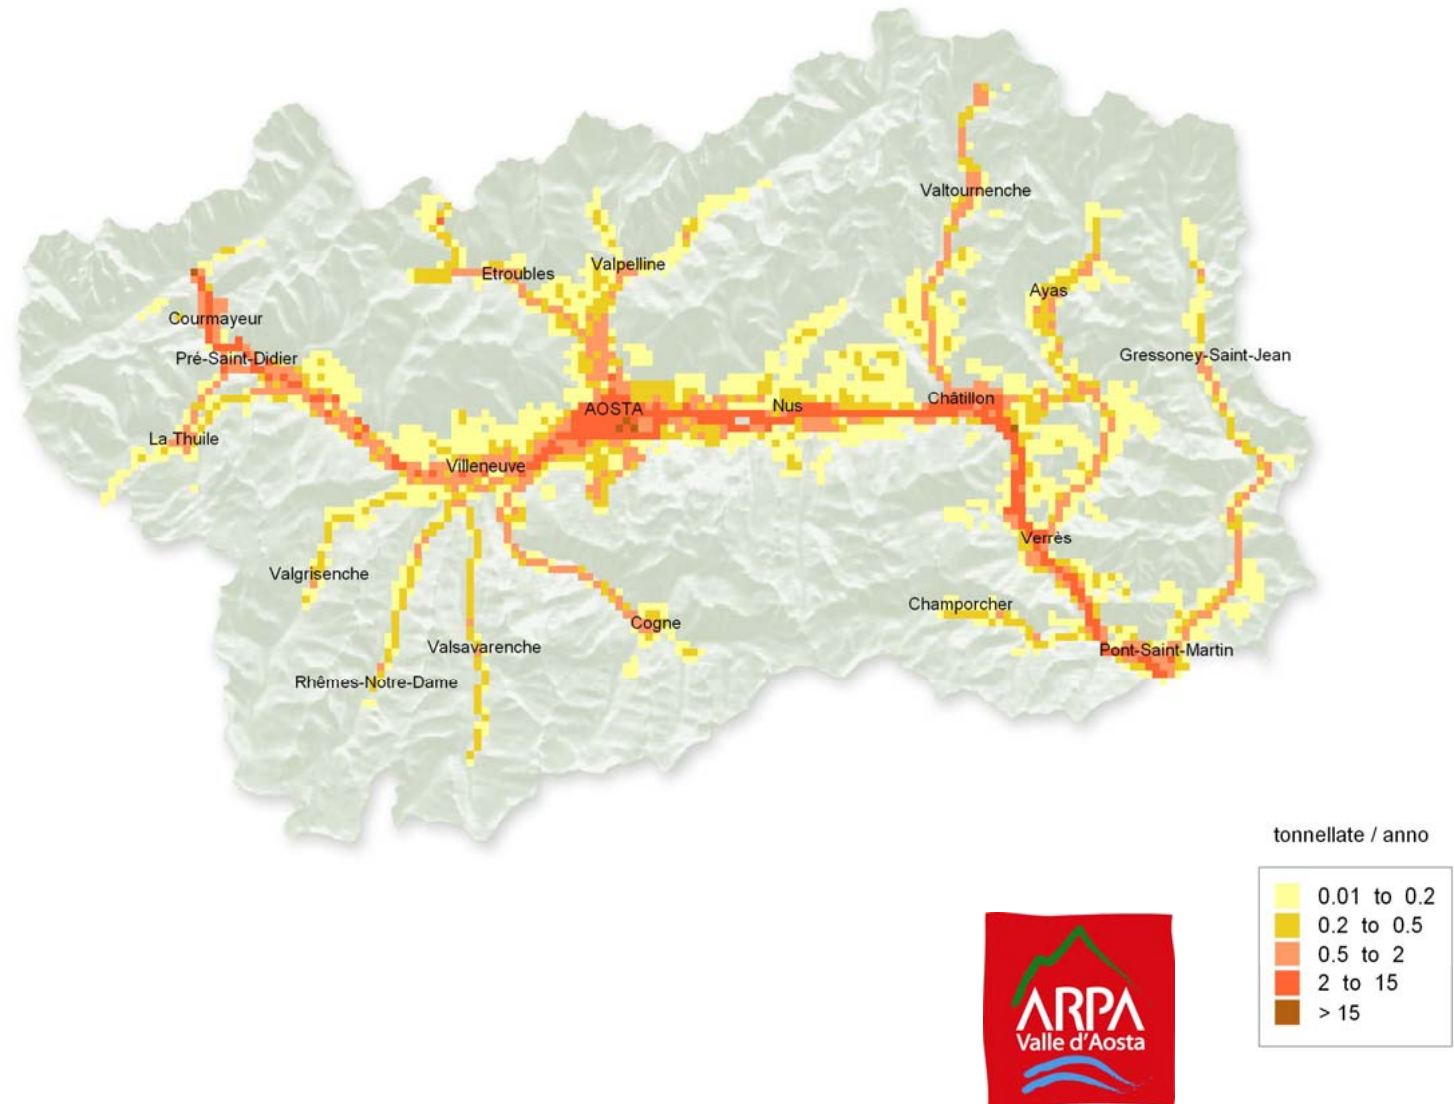 Valtournenche
Valpelline
Etroubles
Ayas
Courmayeur
Pré-Saint-Didier
Gressoney-Saint-Jean
Châtillon
Nus
AOSTA
La Thuile
Villeneuve
Verrès
Valgrisenche
Champorcher
Cogne
Valsavarenche
Pont-Saint-Martin
Rhêmes-Notre-Dame
tonnellate / anno
0.01 to 0.2
0.2 to 0.5
0.5 to 2
2 to 15
> 15
ARPA
Valle d'Aosta